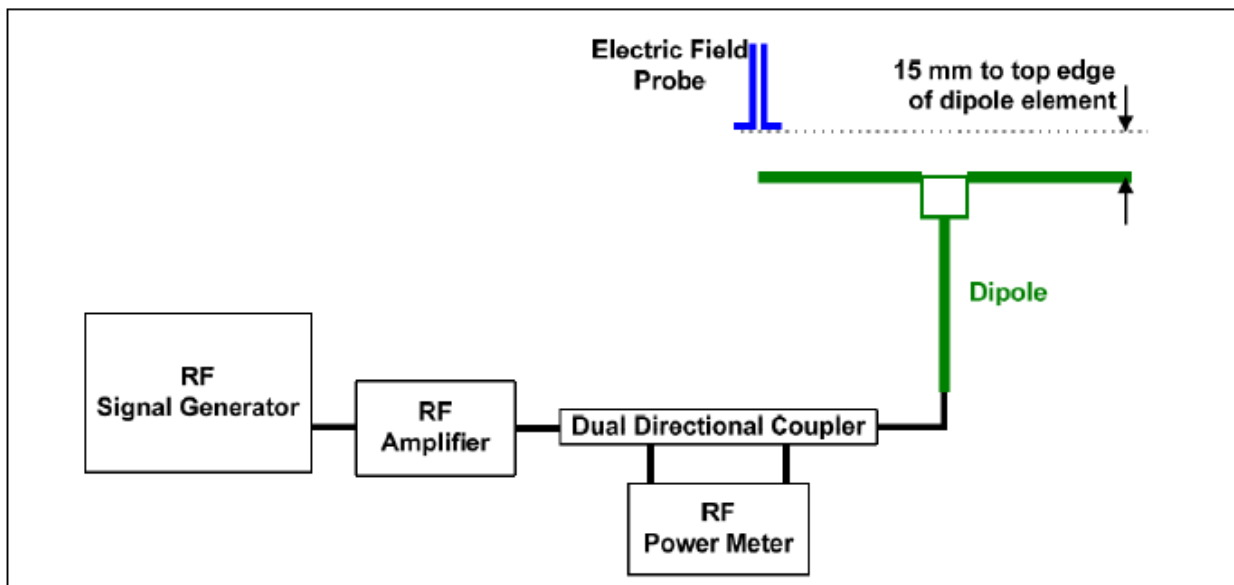 Electric Field
Probe
15 mm to top edge
of dipole element
Dipole
RF
Signal Generator
RF
Amplifier
Dual Directional Coupler
RF
Power Meter